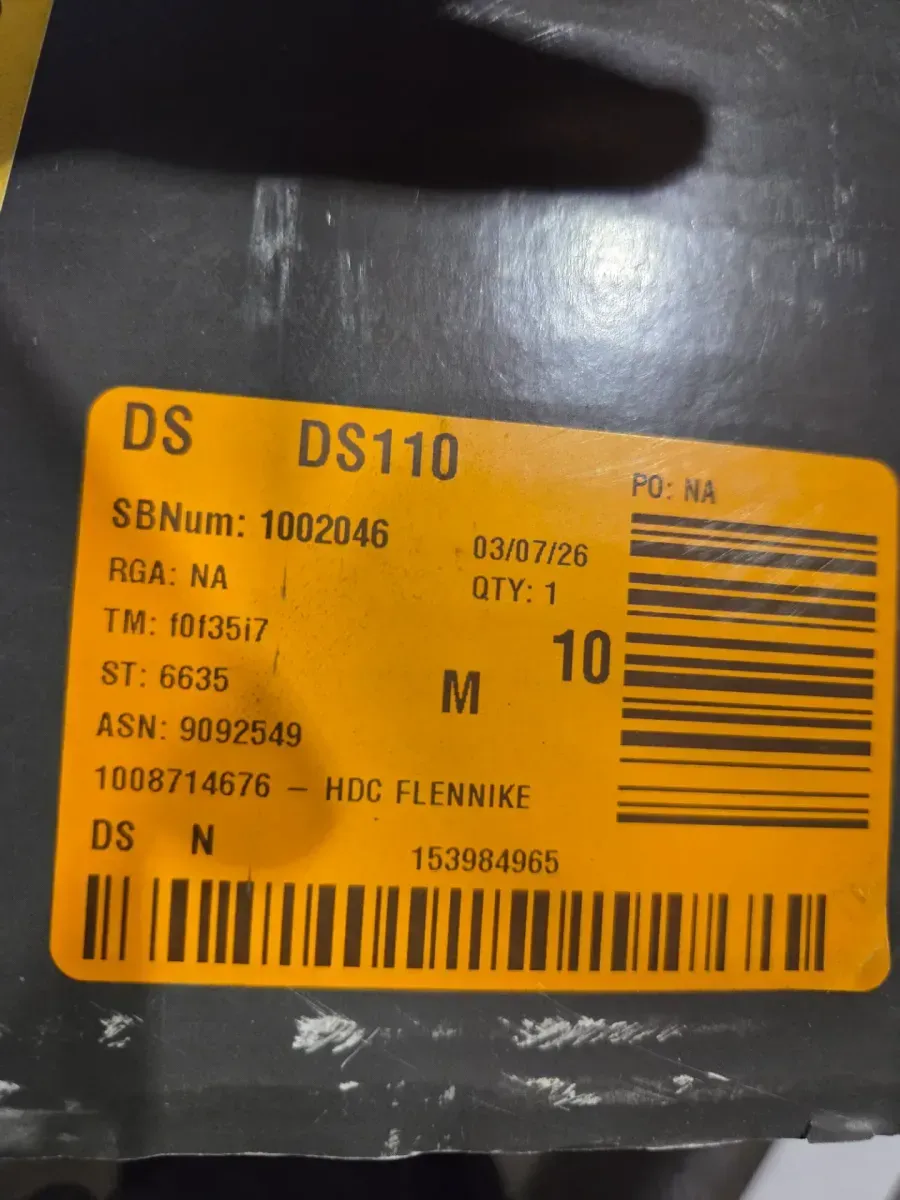 DS DS110
PO: NA
SBNum: 1002046
03/07/26
RGA: NA
QTY: 1
TM: f0f35i7
10
ST: 6635
M
ASN: 9092549
1008714676 – HDC FLENNIKE
DS N
153984965